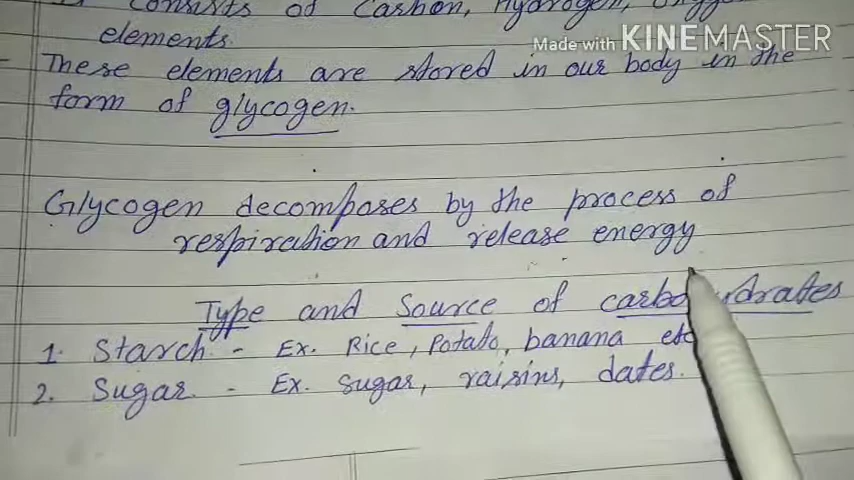 Consists of Carbon, Hydrogen,
elements.
Made with KINEMASTER
- These elements are stored in our body in the
form of glycogen.
Glycogen decomposes by the process of
respiration and release energy
Type and Source of carbohydrates
1. Starch - Ex. Rice, Potato, banana etc
2. Sugar - Ex. sugar, raisins, dates.